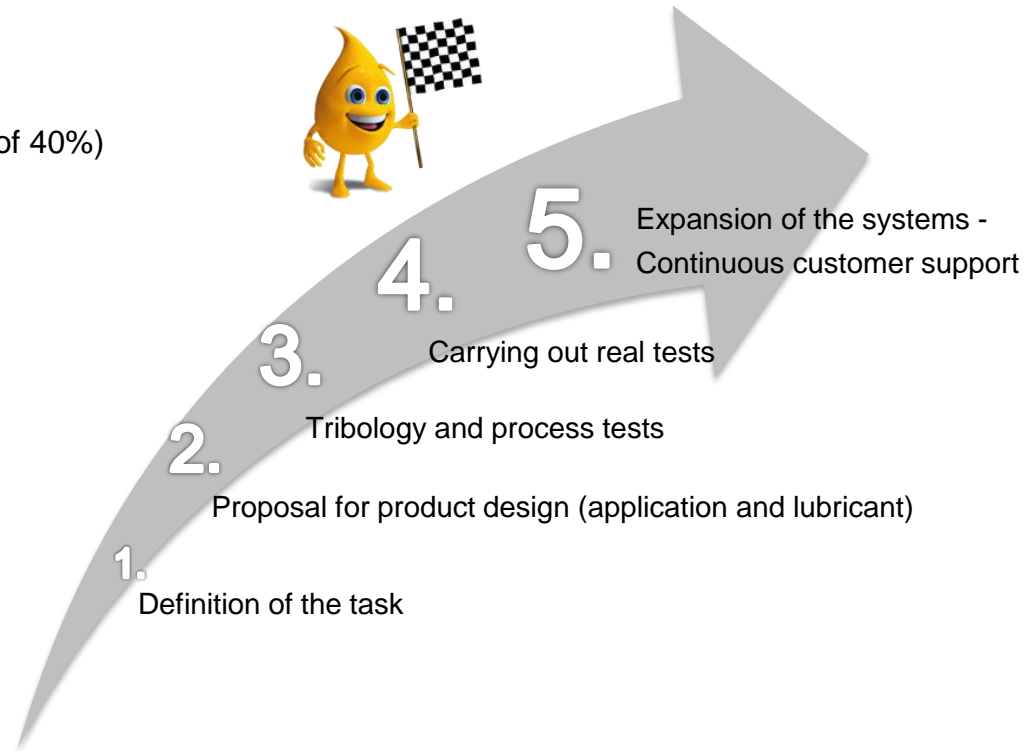 of 40%)
5.
Expansion of the systems -
Continuous customer support
4.
Carrying out real tests
3.
Tribology and process tests
2.
Proposal for product design (application and lubricant)
1.
Definition of the task